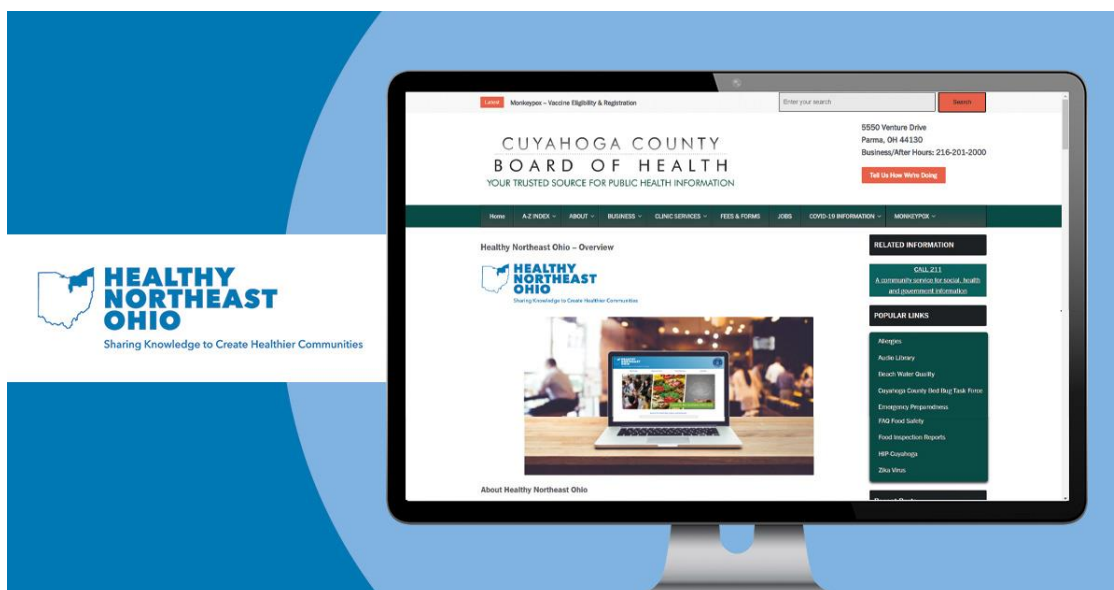 HEALTHY
NORTHEAST
OHIO
Sharing Knowledge to Create Healthier Communities
Latest Monkeypox – Vaccine Eligibility & Registration
Enter your search
Search
CUYAHOGA COUNTY
BOARD OF HEALTH
YOUR TRUSTED SOURCE FOR PUBLIC HEALTH INFORMATION
5550 Venture Drive
Parma, OH 44130
Business/After Hours: 216-201-2000
Tell Us How We're Doing
Home A-Z INDEX ABOUT BUSINESS CLINIC SERVICES FEES & FORMS JOBS COVID-19 INFORMATION MONKEYPOX
Healthy Northeast Ohio – Overview
HEALTHY
NORTHEAST
OHIO
Sharing Knowledge to Create Healthier Communities
HEALTHY
NORTHEAST
OHIO
About Healthy Northeast Ohio
RELATED INFORMATION
CALL 211
A community service for social, health
and government information
POPULAR LINKS
Allergies
Audio Library
Beach Water Quality
Cuyahoga County Bed Bug Task Force
Emergency Preparedness
FAQ Food Safety
Food Inspection Reports
HIP Cuyahoga
Zika Virus